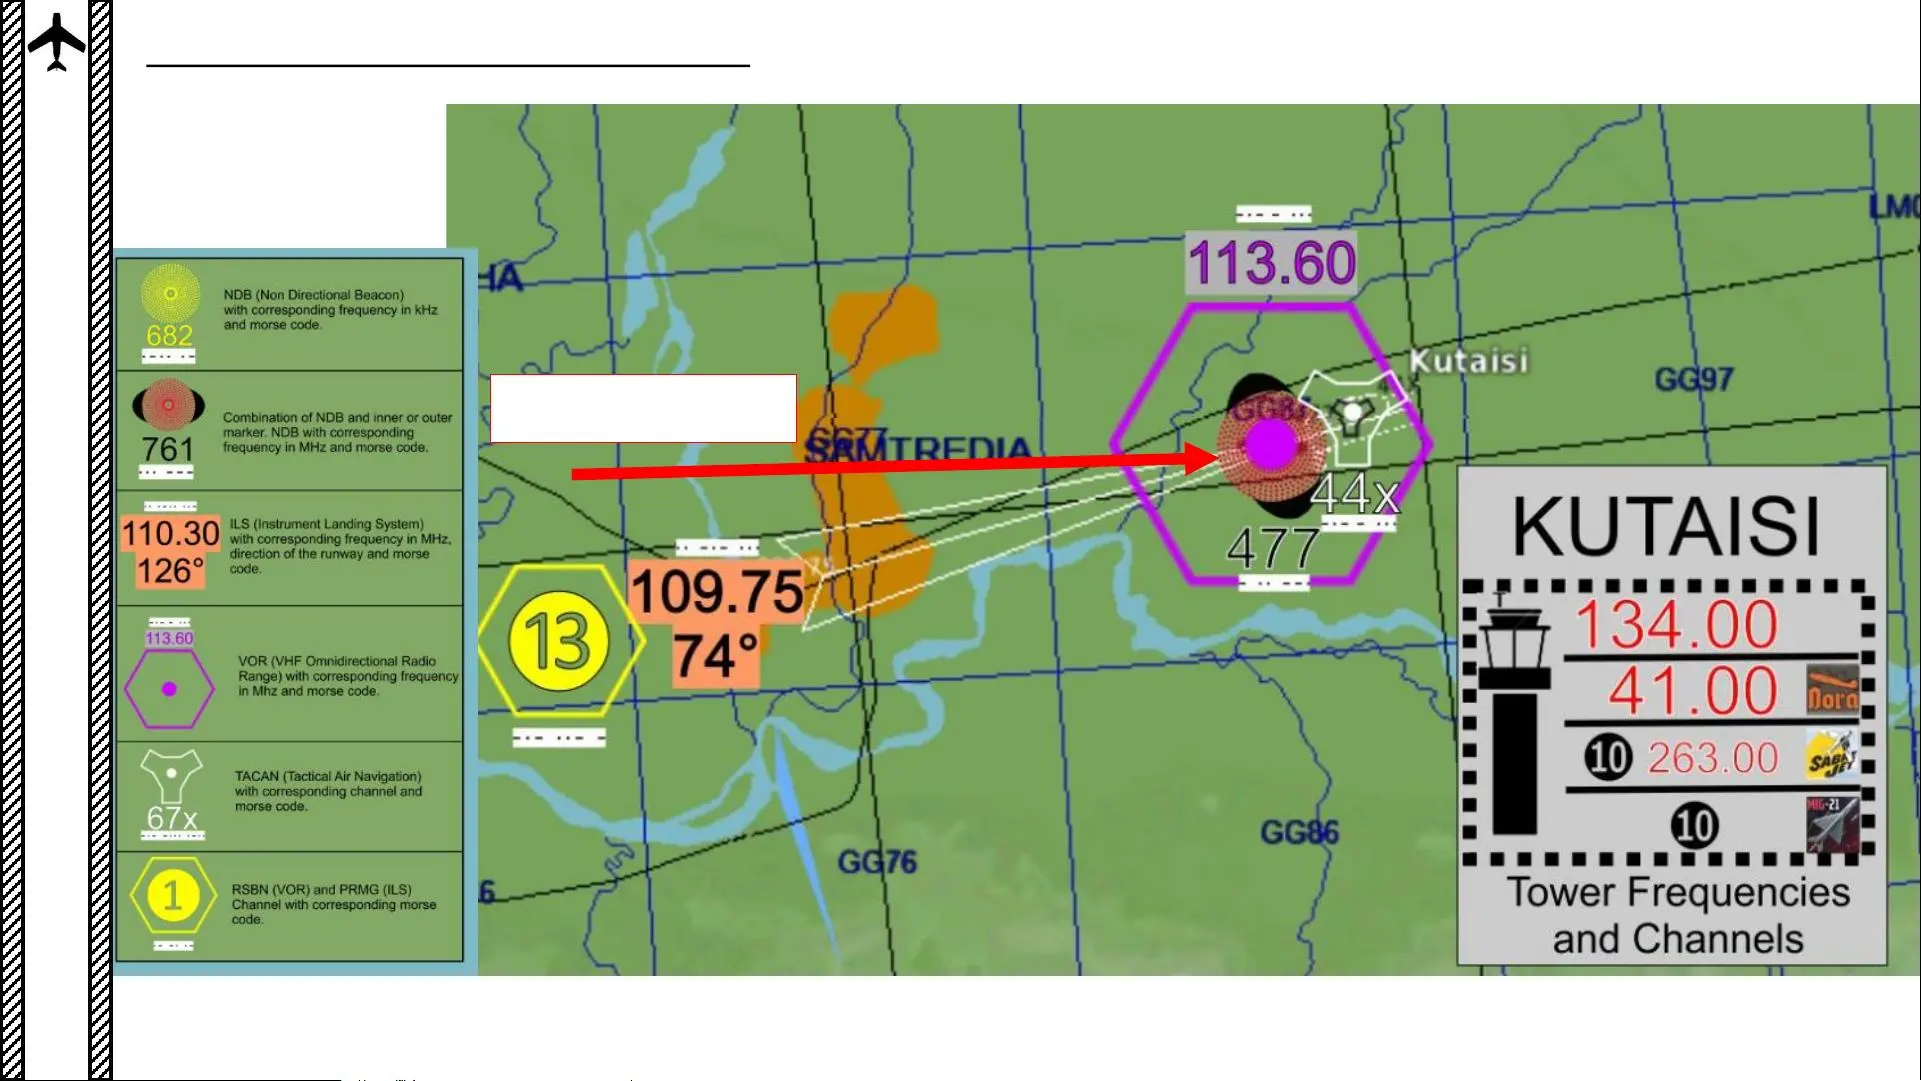 NDB (Non Directional Beacon)
with corresponding frequency in kHz
and morse code.
682
Combination of NDB and inner or outer
marker. NDB with corresponding
frequency in MHz and morse code.
761
110.30
126°
ILS (Instrument Landing System)
with corresponding frequency in MHz,
direction of the runway and morse
code.
113.60
VOR (VHF Omnidirectional Radio
Range) with corresponding frequency
in Mhz and morse code.
TACAN (Tactical Air Navigation)
with corresponding channel and
morse code.
67x
1
RSBN (VOR) and PRMG (ILS)
Channel with corresponding morse
code.
HA
113.60
Kutaisi
GG97
GG87
GG77
SAMTREDIA
44x
477
109.75
74°
13
GG86
GG76
6
KUTAISI
134.00
41.00
Dora
10 263.00
SABRE
JET
10
MIG-21
Tower Frequencies
and Channels